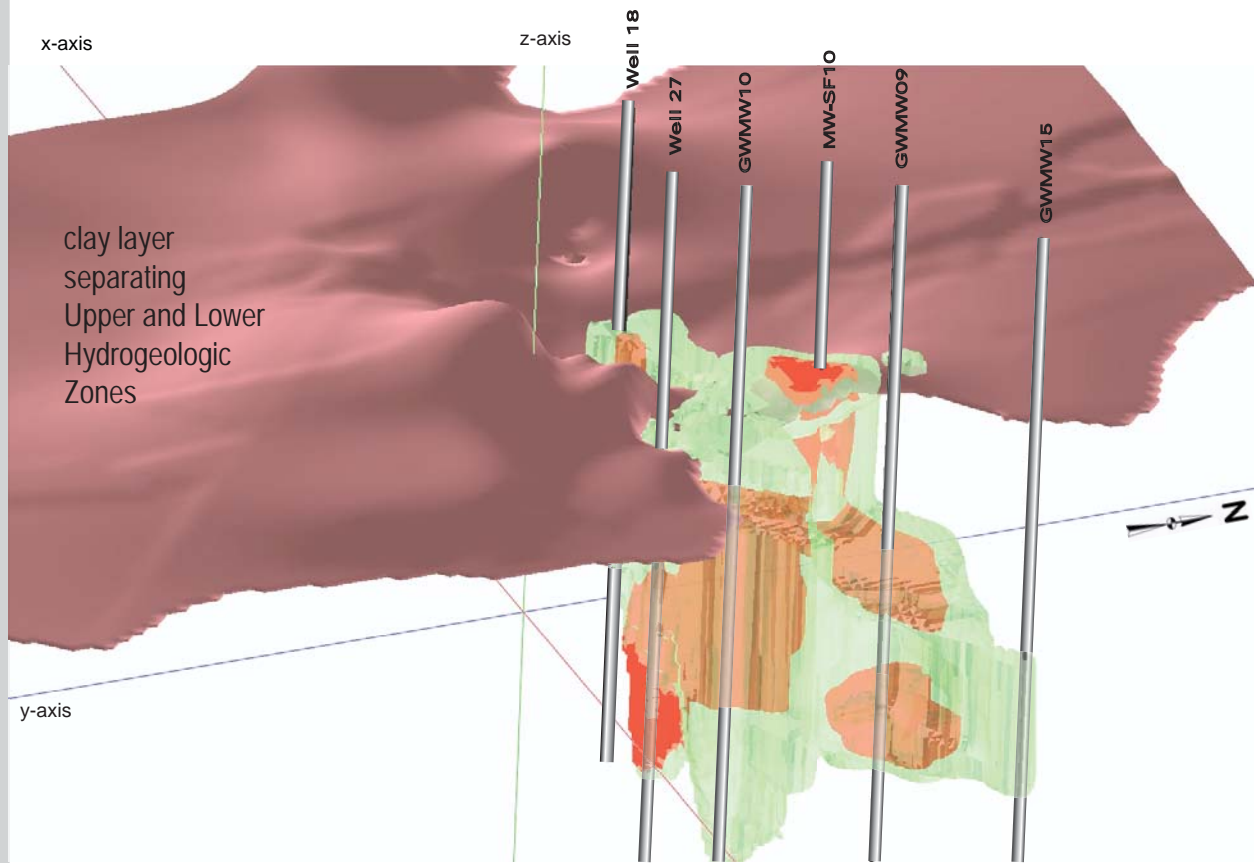 x-axis
z-axis
Well 18
Well 27
GWMW10
MW-SF10
GWMW09
GWMW15
clay layer
separating
Upper and Lower
Hydrogeologic
Zones
N
y-axis